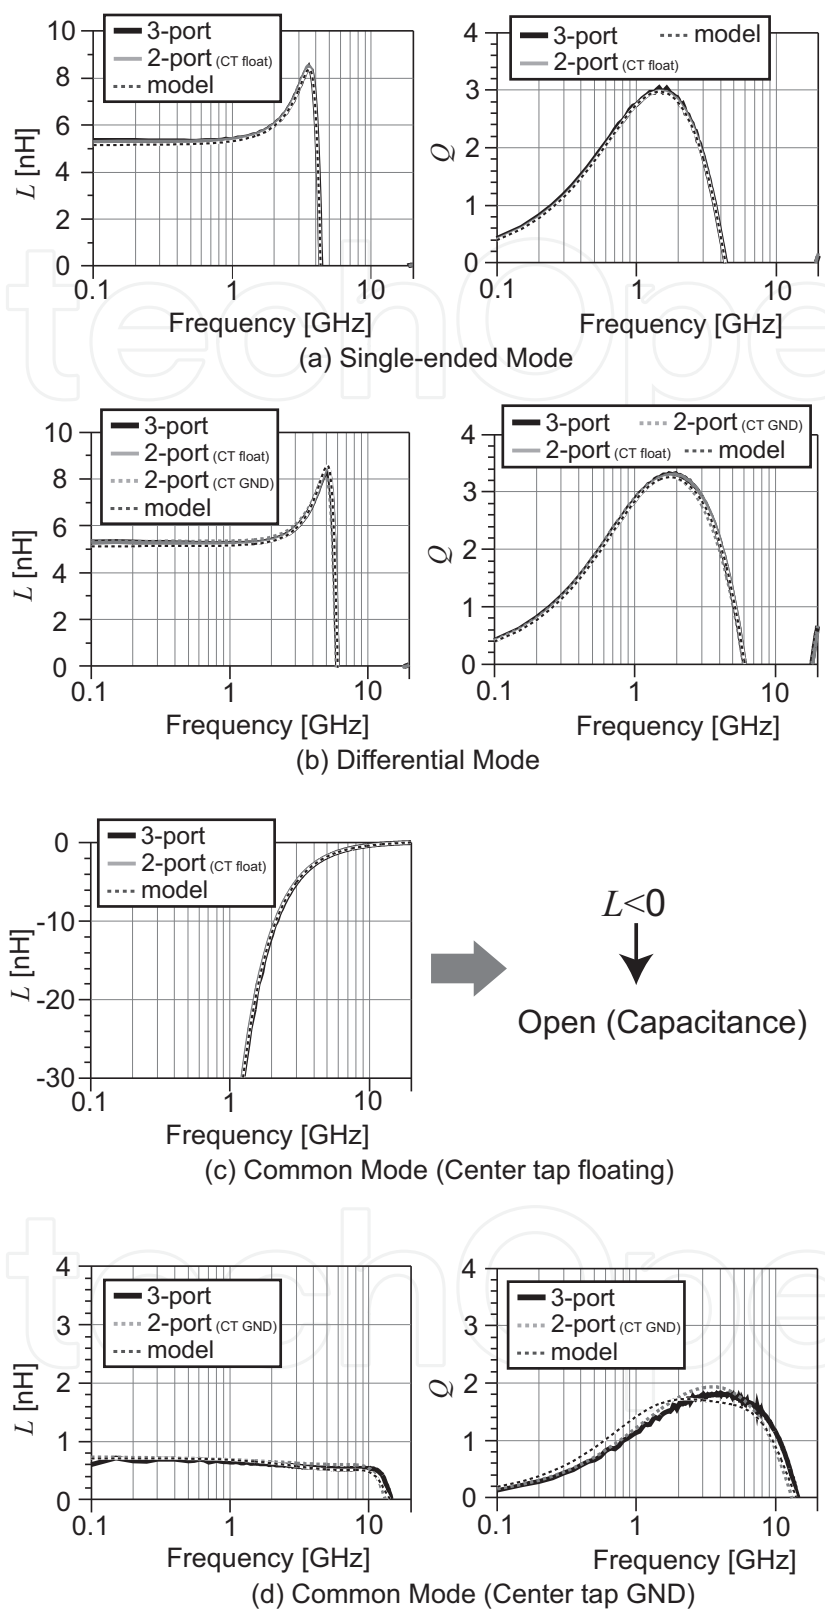 3-port
2-port (CT float)
model
10
8
6
4
2
0
L [nH]
0.1
1
10
Frequency [GHz]
3-port
model
2-port (CT float)
4
3
2
1
0
Q
0.1
1
10
Frequency [GHz]
(a) Single-ended Mode
3-port
2-port (CT float)
2-port (CT GND)
model
10
8
6
4
2
0
L [nH]
0.1
1
10
Frequency [GHz]
3-port
2-port (CT GND)
2-port (CT float)
model
4
3
2
1
0
Q
0.1
1
10
Frequency [GHz]
(b) Differential Mode
3-port
2-port (CT float)
model
0
-10
-20
-30
L [nH]
0.1
1
10
Frequency [GHz]
L<0
Open (Capacitance)
(c) Common Mode (Center tap floating)
3-port
2-port (CT GND)
model
4
3
2
1
0
L [nH]
0.1
1
10
Frequency [GHz]
3-port
2-port (CT GND)
model
4
3
2
1
0
Q
0.1
1
10
Frequency [GHz]
(d) Common Mode (Center tap GND)
techOpe
techOpe